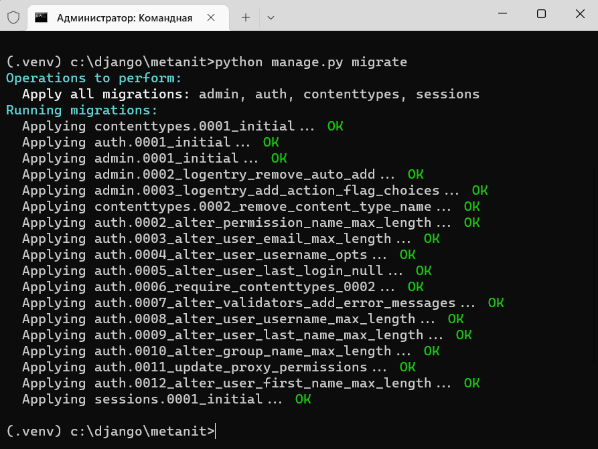 Администратор: Командная
(.venv) c:\django\metanit>python manage.py migrate
Operations to perform:
  Apply all migrations: admin, auth, contenttypes, sessions
Running migrations:
  Applying contenttypes.0001_initial... OK
  Applying auth.0001_initial... OK
  Applying admin.0001_initial... OK
  Applying admin.0002_logentry_remove_auto_add... OK
  Applying admin.0003_logentry_add_action_flag_choices... OK
  Applying contenttypes.0002_remove_content_type_name... OK
  Applying auth.0002_alter_permission_name_max_length... OK
  Applying auth.0003_alter_user_email_max_length... OK
  Applying auth.0004_alter_user_username_opts... OK
  Applying auth.0005_alter_user_last_login_null... OK
  Applying auth.0006_require_contenttypes_0002... OK
  Applying auth.0007_alter_validators_add_error_messages... OK
  Applying auth.0008_alter_user_username_max_length... OK
  Applying auth.0009_alter_user_last_name_max_length... OK
  Applying auth.0010_alter_group_name_max_length... OK
  Applying auth.0011_update_proxy_permissions... OK
  Applying auth.0012_alter_user_first_name_max_length... OK
  Applying sessions.0001_initial... OK
(.venv) c:\django\metanit>